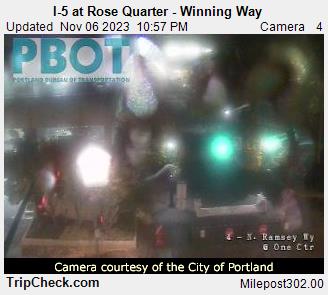 I-5 at Rose Quarter - Winning Way
Updated Nov 06 2023 10:57 PM Camera 4
PBOT
PORTLAND BUREAU OF TRANSPORTATION
4 - N. Ramsey Wy
@ One Ctr
Camera courtesy of the City of Portland
TripCheck.com Milepost302.00